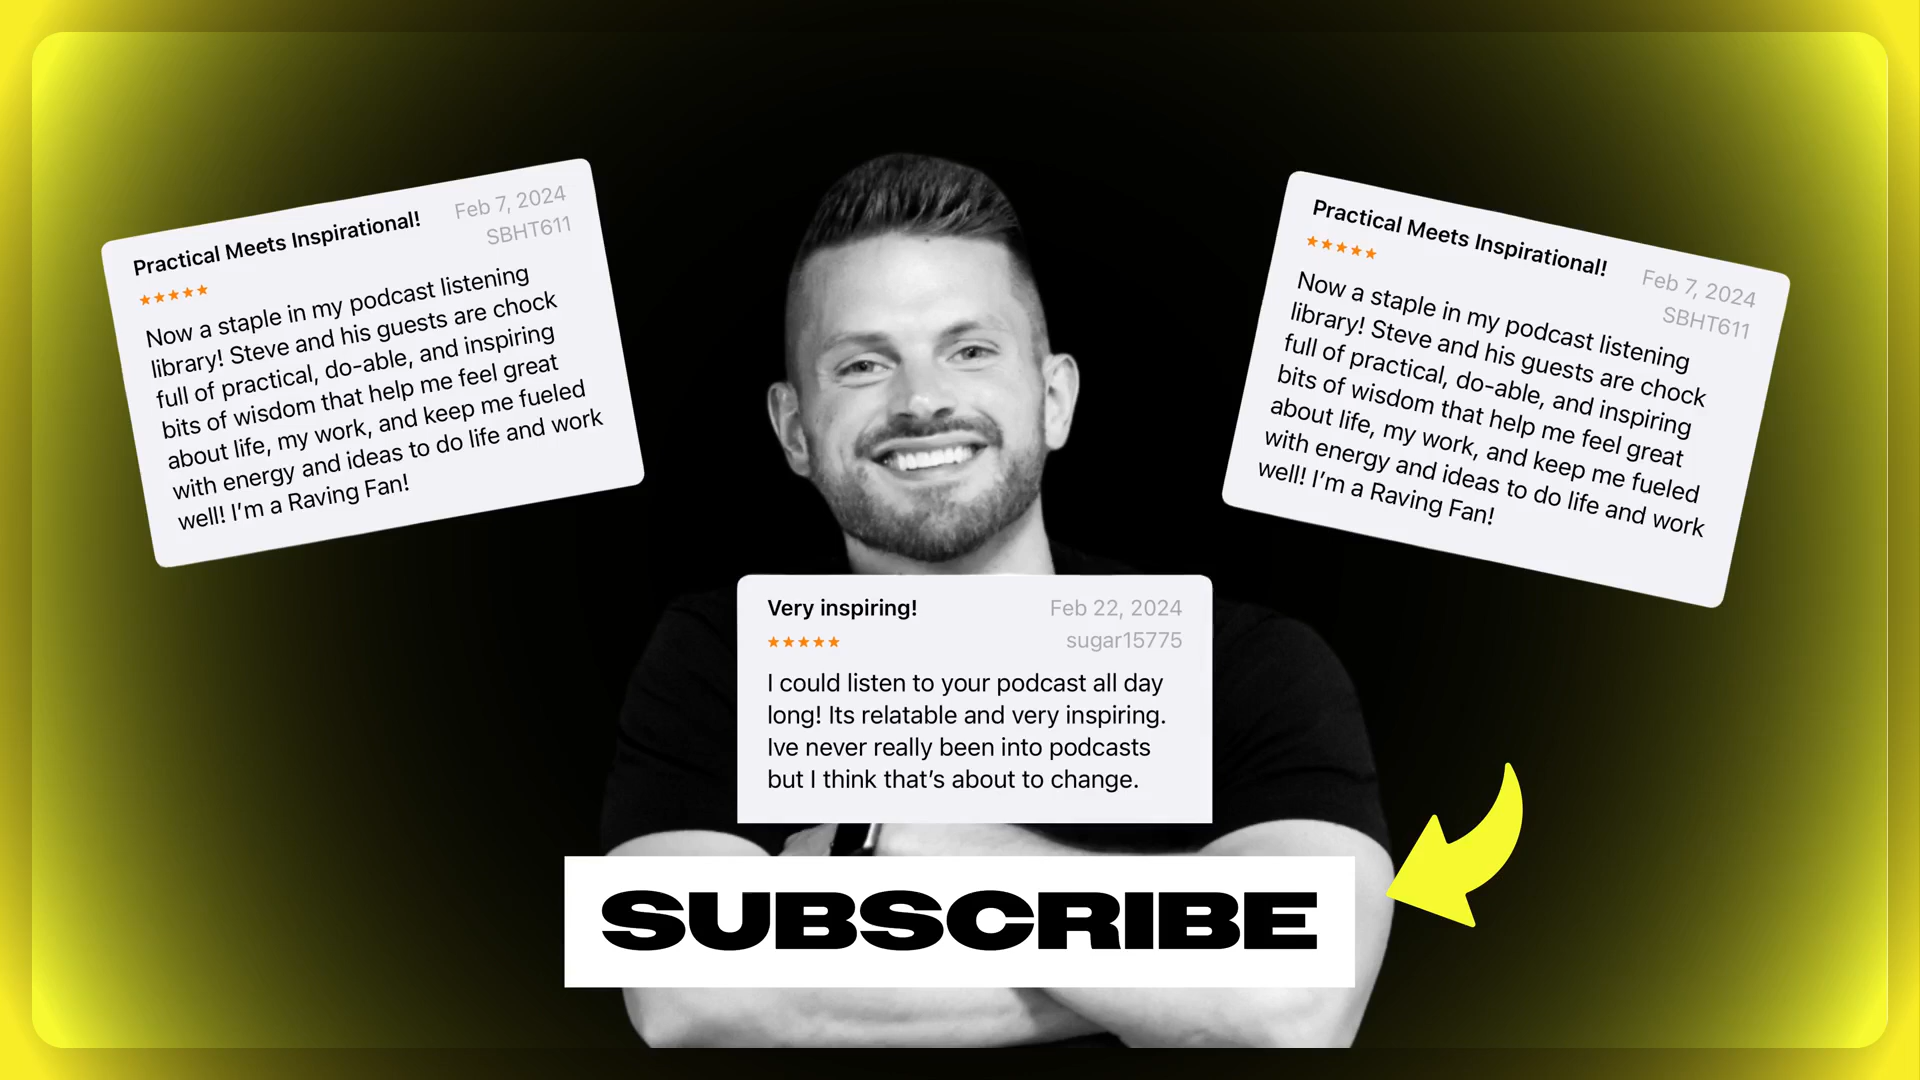 Practical Meets Inspirational!
Feb 7, 2024
SBHT611
Now a staple in my podcast listening
library! Steve and his guests are chock
full of practical, do-able, and inspiring
bits of wisdom that help me feel great
about life, my work, and keep me fueled
with energy and ideas to do life and work
well! I’m a Raving Fan!
Practical Meets Inspirational!
Feb 7, 2024
SBHT611
Now a staple in my podcast listening
library! Steve and his guests are chock
full of practical, do-able, and inspiring
bits of wisdom that help me feel great
about life, my work, and keep me fueled
with energy and ideas to do life and work
well! I’m a Raving Fan!
Very inspiring!
Feb 22, 2024
sugar15775
I could listen to your podcast all day
long! Its relatable and very inspiring.
Ive never really been into podcasts
but I think that’s about to change.
SUBSCRIBE